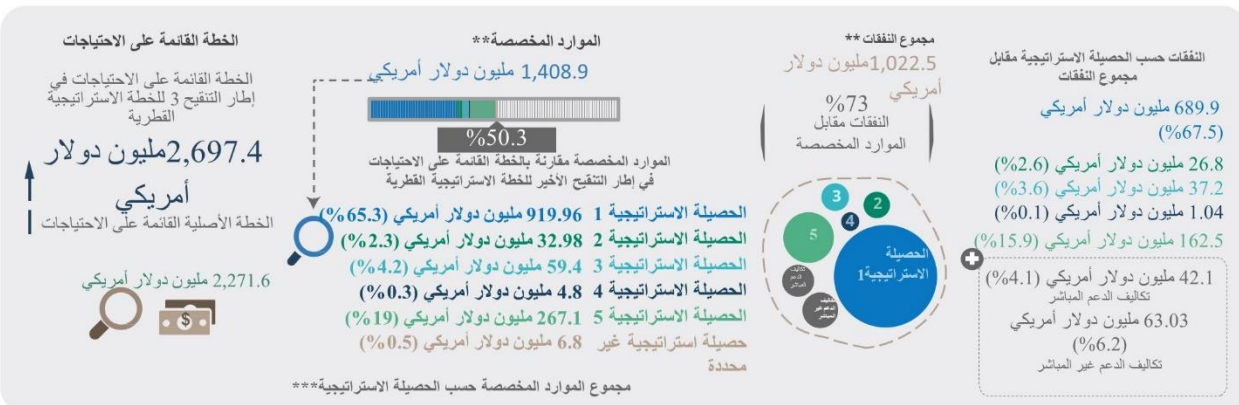 الخطة القائمة على الاحتياجات
الخطة القائمة على الاحتياجات في
إطار التنقيح 3 للخطة الاستراتيجية
القطرية
2,697.4مليون دولار
أمريكي
الخطة الأصلية القائمة على الاحتياجات
2,271.6 مليون دولار أمريكي
الموارد المخصصة**
1,408.9 مليون دولار أمريكي
%50.3
الموارد المخصصة مقارنة بالخطة القائمة على الاحتياجات
في إطار التنقيح الأخير للخطة الاستراتيجية القطرية
الحصيلة الاستراتيجية 1 919.96 مليون دولار أمريكي (65.3%)
الحصيلة الاستراتيجية 2 32.98 مليون دولار أمريكي (2.3%)
الحصيلة الاستراتيجية 3 59.4 مليون دولار أمريكي (4.2%)
الحصيلة الاستراتيجية 4 4.8 مليون دولار أمريكي (0.3%)
الحصيلة الاستراتيجية 5 267.1 مليون دولار أمريكي (19%)
حصيلة استراتيجية غير 6.8 مليون دولار أمريكي (0.5%)
محددة
مجموع الموارد المخصصة حسب الحصيلة الاستراتيجية***
مجموع النفقات **
1,022.5مليون دولار
أمريكي
%73
النفقات مقابل
الموارد المخصصة
3
2
4
5
الحصيلة
الاستراتيجية1
تكاليف
الدعم
المباشر
تكاليف
الدعم غير
المباشر
النفقات حسب الحصيلة الاستراتيجية مقابل
مجموع النفقات
689.9 مليون دولار أمريكي
(67.5%)
26.8 مليون دولار أمريكي (2.6%)
37.2 مليون دولار أمريكي (3.6%)
1.04 مليون دولار أمريكي (0.1%)
162.5 مليون دولار أمريكي (15.9%)
42.1 مليون دولار أمريكي (4.1%)
تكاليف الدعم المباشر
63.03 مليون دولار أمريكي
(6.2%)
تكاليف الدعم غير المباشر